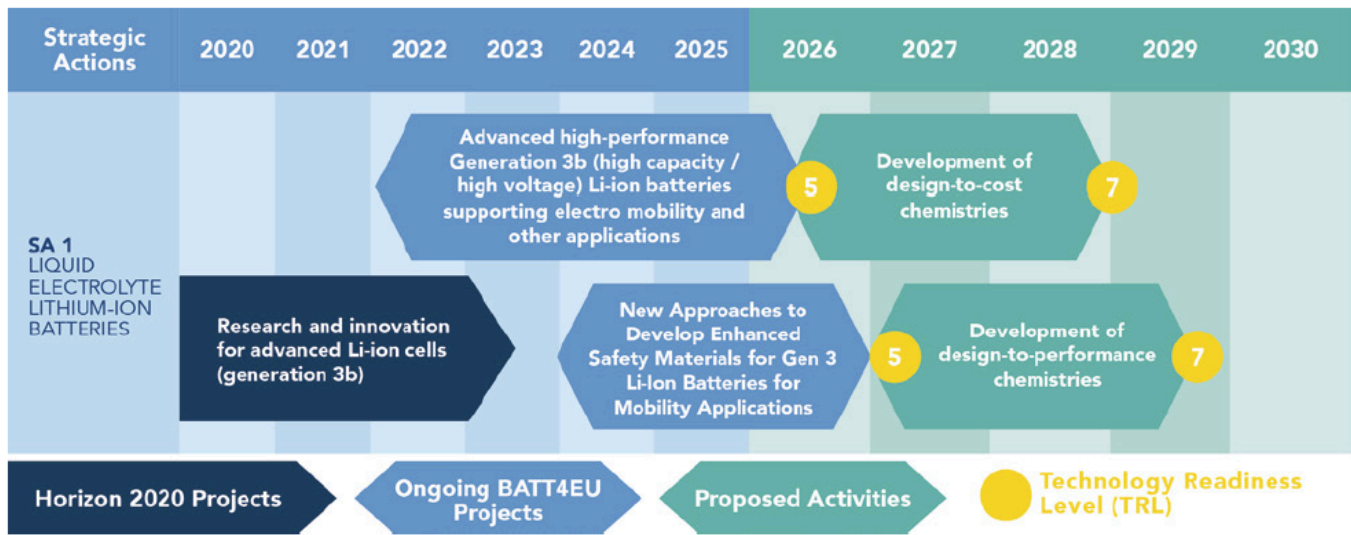 Strategic
Actions
2020
2021
2022
2023
2024
2025
2026
2027
2028
2029
2030
SA 1
LIQUID
ELECTROLYTE
LITHIUM-ION
BATTERIES
Advanced high-performance
Generation 3b (high capacity /
high voltage) Li-ion batteries
supporting electro mobility and
other applications
5
Development of
design-to-cost
chemistries
7
Research and innovation
for advanced Li-ion cells
(generation 3b)
New Approaches to
Develop Enhanced
Safety Materials for Gen 3
Li-Ion Batteries for
Mobility Applications
5
Development of
design-to-performance
chemistries
7
Horizon 2020 Projects
Ongoing BATT4EU
Projects
Proposed Activities
Technology Readiness
Level (TRL)